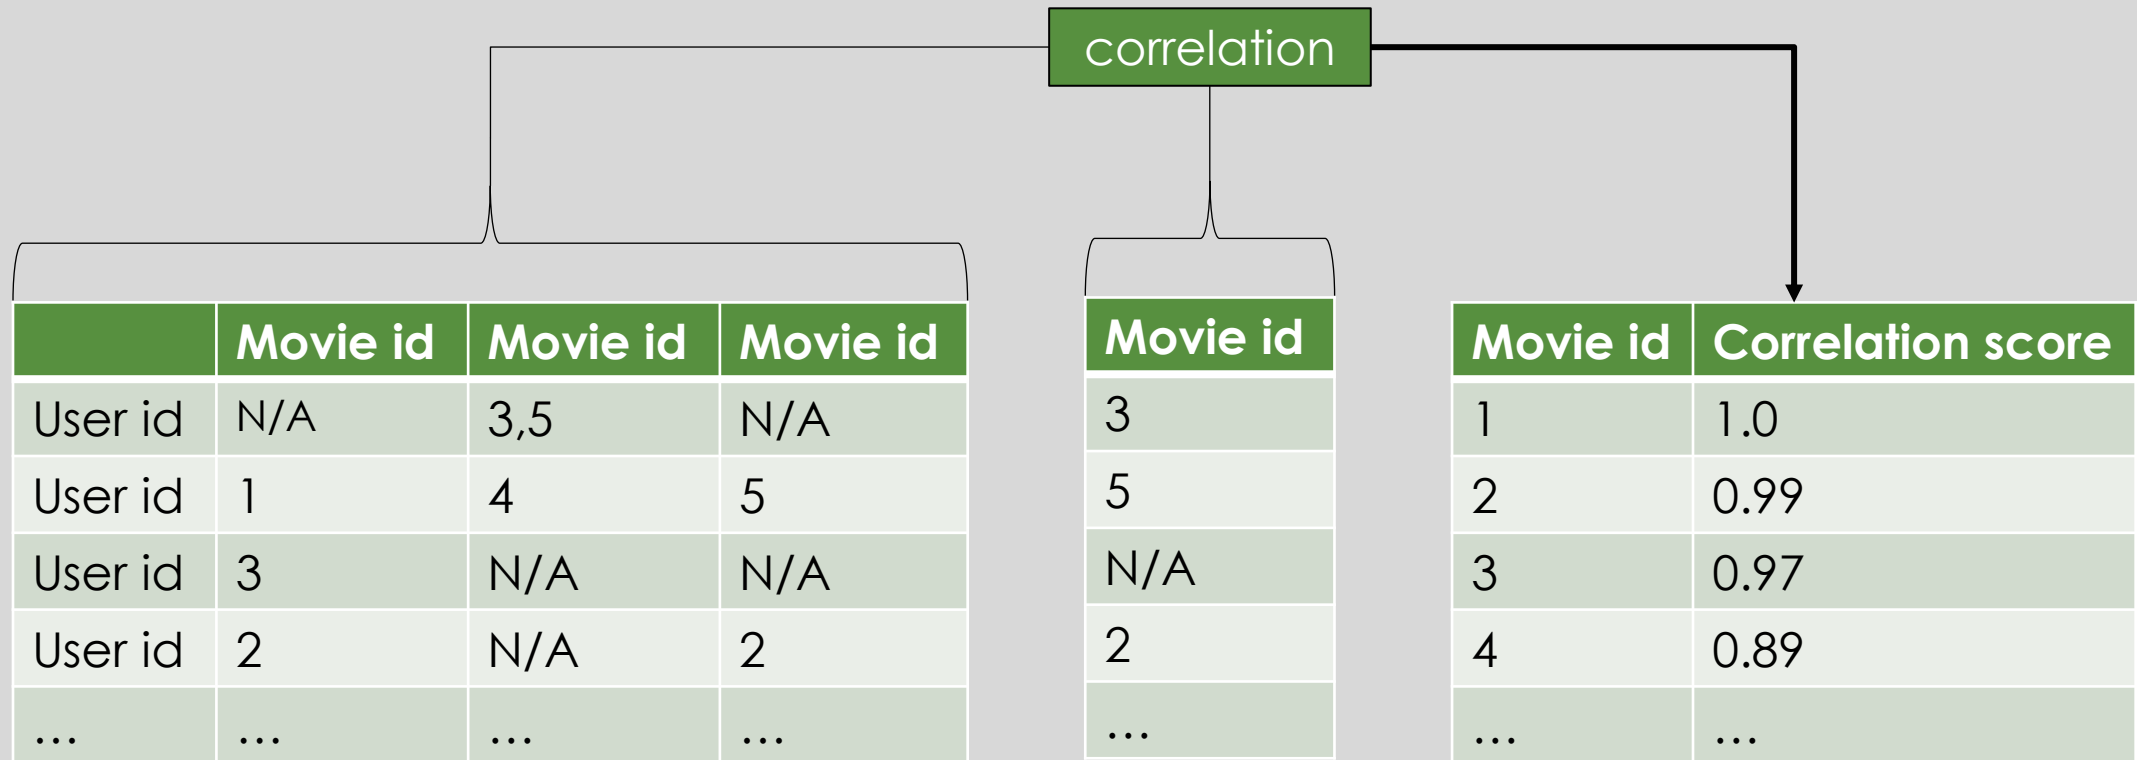 correlation
Movie id Movie id Movie id
User id N/A 3,5 N/A
User id 1 4 5
User id 3 N/A N/A
User id 2 N/A 2
... ... ... ...
Movie id
3
5
N/A
2
...
Movie id Correlation score
1 1.0
2 0.99
3 0.97
4 0.89
... ...